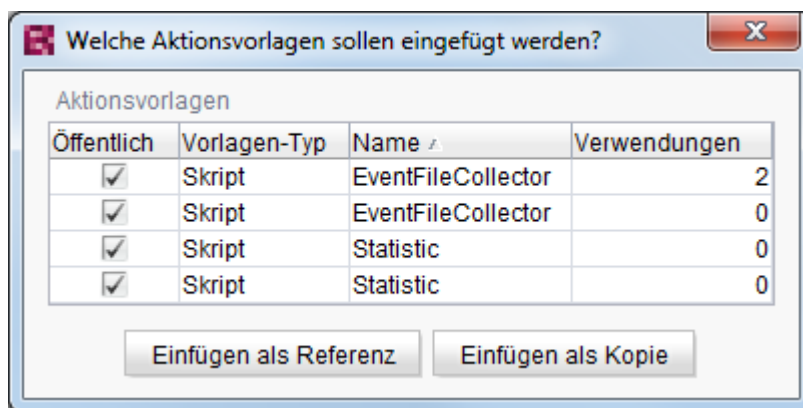 Welche Aktionsvorlagen sollen eingefügt werden?
Aktionsvorlagen
Öffentlich Vorlagen-Typ Name Verwendungen
Skript EventFileCollector 2
Skript EventFileCollector 0
Skript Statistic 0
Skript Statistic 0
Einfügen als Referenz Einfügen als Kopie